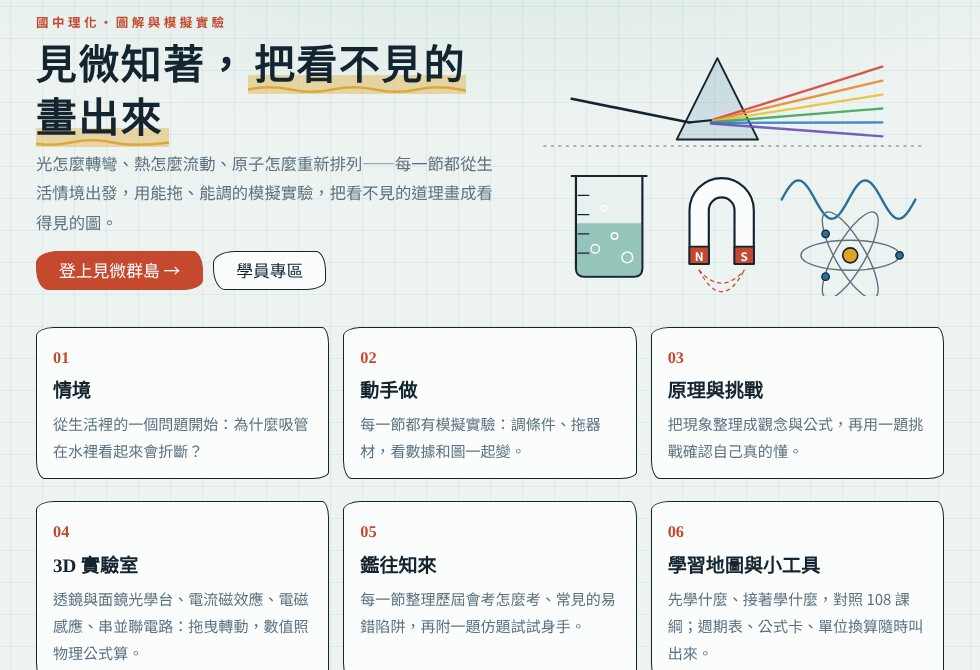 國中理化・圖解與模擬實驗
見微知著，把看不見的
畫出來
光怎麼轉彎、熱怎麼流動、原子怎麼重新排列——每一節都從生
活情境出發，用能拖、能調的模擬實驗，把看不見的道理畫成看
得見的圖。
登上見微群島 →
學員專區
N
S
01
情境
從生活裡的一個問題開始：為什麼吸管
在水裡看起來會折斷？
02
動手做
每一節都有模擬實驗：調條件、拖器
材，看數據和圖一起變。
03
原理與挑戰
把現象整理成觀念與公式，再用一題挑
戰確認自己真的懂。
04
3D 實驗室
透鏡與面鏡光學台、電流磁效應、電磁
感應、串並聯電路：拖曳轉動，數值照
物理公式算。
05
鑑往知來
每一節整理歷屆會考怎麼考、常見的易
錯陷阱，再附一題仿題試試身手。
06
學習地圖與小工具
先學什麼、接著學什麼，對照 108 課
綱；週期表、公式卡、單位換算隨時叫
出來。